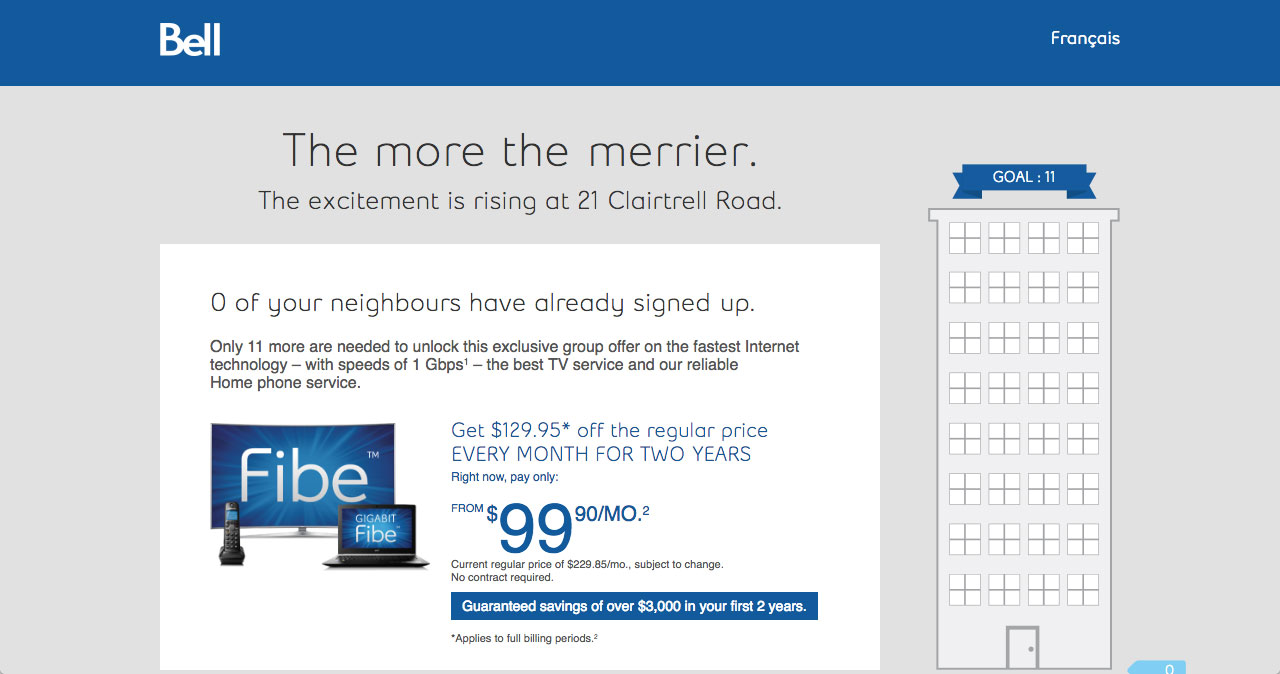 Bell
Français
The more the merrier.
The excitement is rising at 21 Clairtrell Road.
GOAL : 11
0 of your neighbours have already signed up.
Only 11 more are needed to unlock this exclusive group offer on the fastest Internet
technology – with speeds of 1 Gbps¹ – the best TV service and our reliable
Home phone service.
Fibe™
GIGABIT
Fibe™
Get $129.95* off the regular price
EVERY MONTH FOR TWO YEARS
Right now, pay only:
FROM $99 90/MO.²
Current regular price of $229.85/mo., subject to change.
No contract required.
Guaranteed savings of over $3,000 in your first 2 years.
*Applies to full billing periods.²
0